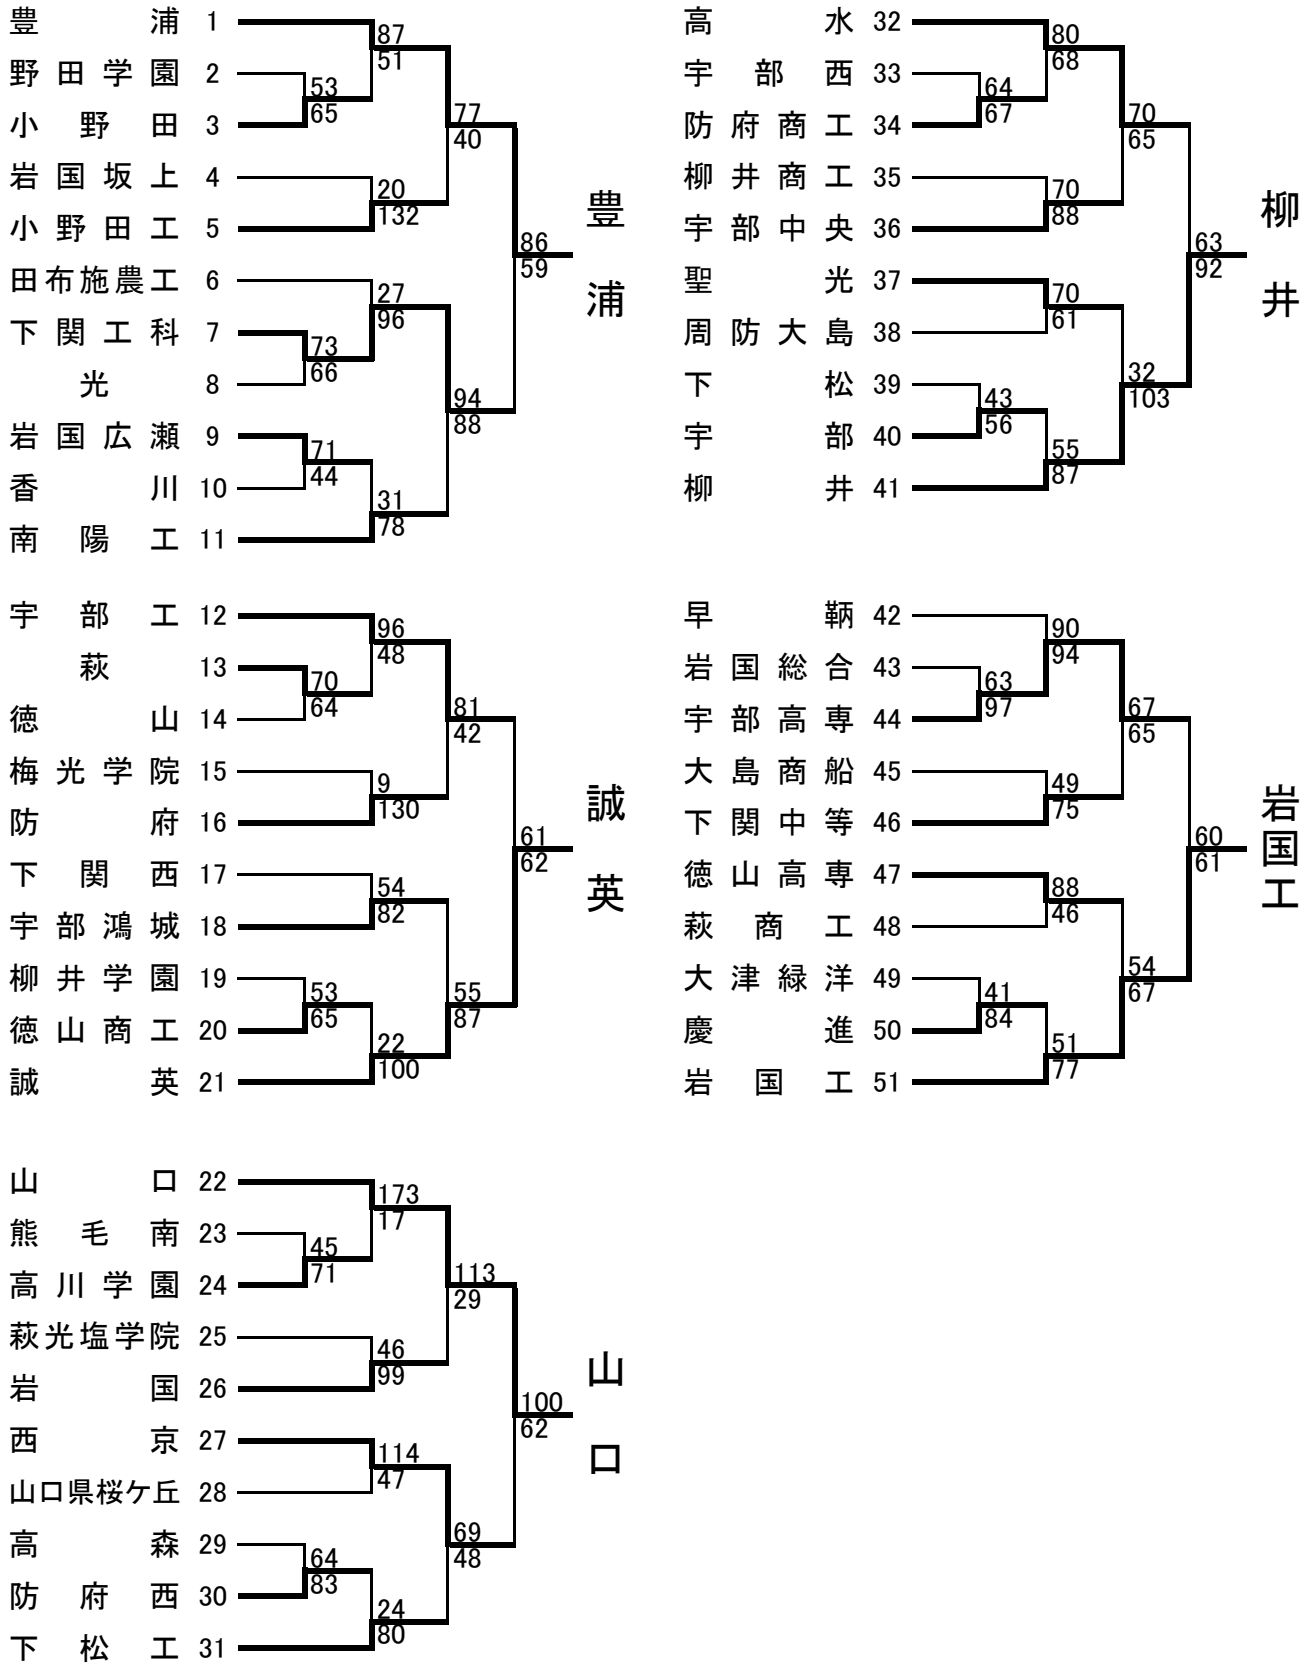 豊浦 1
87
51
野田学園 2
53
65
小野田 3
77
40
岩国坂上 4
20
132
小野田工 5
86
59
豊浦
田布施農工 6
27
96
下関工科 7
73
66
光 8
94
88
岩国広瀬 9
71
44
香川 10
31
78
南陽工 11
宇部工 12
96
48
萩 13
70
64
徳山 14
81
42
梅光学院 15
9
130
防府 16
61
62
誠英
下関西 17
54
82
宇部鴻城 18
柳井学園 19
53
65
55
87
徳山商工 20
22
100
誠英 21
山口 22
173
17
熊毛南 23
45
71
高川学園 24
113
29
萩光塩学院 25
46
99
岩国 26
100
62
山口
西京 27
114
47
山口県桜ケ丘 28
高森 29
64
83
69
48
防府西 30
24
80
下松工 31
高水 32
80
68
宇部西 33
64
67
防府商工 34
70
65
柳井商工 35
70
88
宇部中央 36
63
92
柳井
聖光 37
70
61
周防大島 38
下松 39
43
56
32
103
宇部 40
55
87
柳井 41
早鞆 42
90
94
岩国総合 43
63
97
宇部高専 44
67
65
大島商船 45
49
75
下関中等 46
60
61
岩国工
徳山高専 47
88
46
萩商工 48
大津緑洋 49
41
84
54
67
慶進 50
51
77
岩国工 51